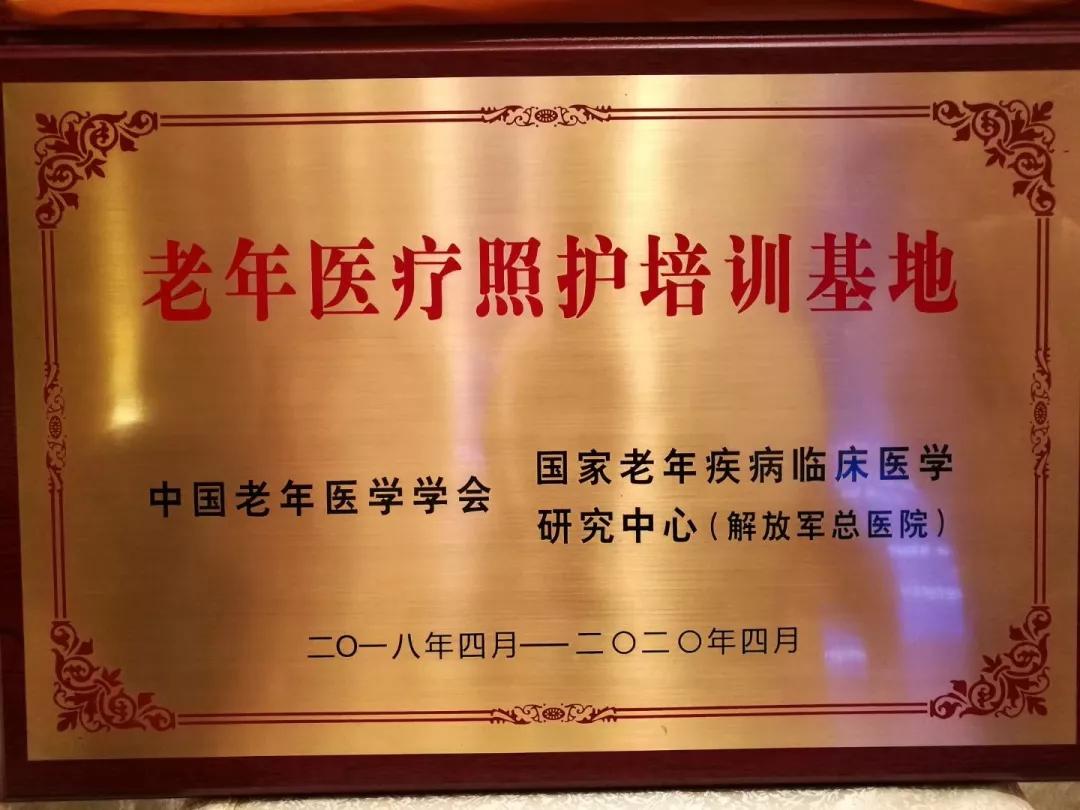 老年医疗照护培训基地
中国老年医学学会
国家老年疾病临床医学
研究中心(解放军总医院)
二〇一八年四月——二〇二〇年四月